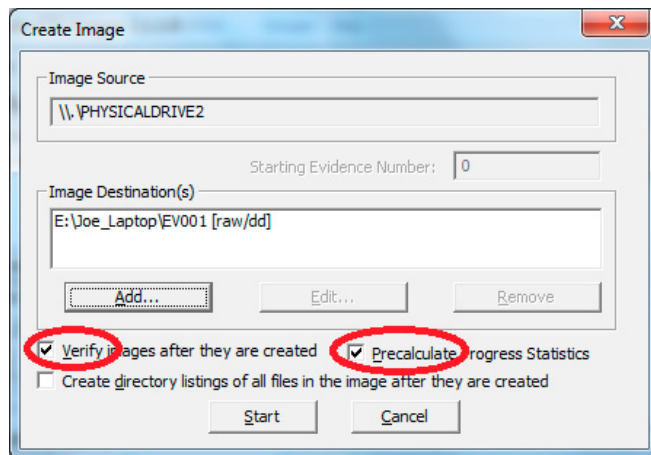 Create Image
Image Source
\\.\PHYSICALDRIVE2
Starting Evidence Number: 0
Image Destination(s)
E:\Joe_Laptop\EV001 [raw/dd]
Add... Edit... Remove
Verify images after they are created Precalculate Progress Statistics
Create directory listings of all files in the image after they are created
Start Cancel